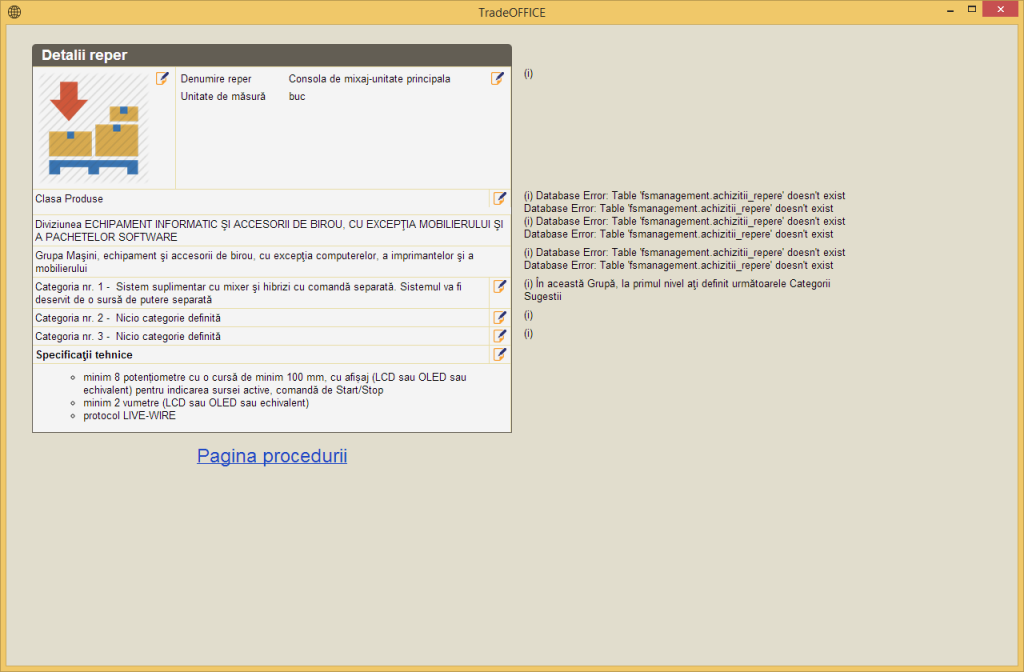 TradeOFFICE
Detalii reper
Denumire reper Consola de mixaj-unitate principala
(i)
Unitate de măsură buc
Clasa Produse
(i) Database Error: Table 'fsmanagement.achizitii_repere' doesn't exist
Database Error: Table 'fsmanagement.achizitii_repere' doesn't exist
Diviziunea ECHIPAMENT INFORMATIC ŞI ACCESORII DE BIROU, CU EXCEPŢIA MOBILIERULUI ŞI
A PACHETELOR SOFTWARE
(i) Database Error: Table 'fsmanagement.achizitii_repere' doesn't exist
Database Error: Table 'fsmanagement.achizitii_repere' doesn't exist
Grupa Maşini, echipament şi accesorii de birou, cu excepţia computerelor, a imprimantelor şi a
mobilierului
(i) Database Error: Table 'fsmanagement.achizitii_repere' doesn't exist
Database Error: Table 'fsmanagement.achizitii_repere' doesn't exist
Categoria nr. 1 - Sistem suplimentar cu mixer şi hibrizi cu comandă separată. Sistemul va fi
deservit de o sursă de putere separată
(i) În această Grupă, la primul nivel aţi definit următoarele Categorii
Sugestii
Categoria nr. 2 - Nicio categorie definită
(i)
Categoria nr. 3 - Nicio categorie definită
(i)
Specificaţii tehnice
minim 8 potențiometre cu o cursă de minim 100 mm, cu afișaj (LCD sau OLED sau
echivalent) pentru indicarea sursei active, comandă de Start/Stop
minim 2 vumetre (LCD sau OLED sau echivalent)
protocol LIVE-WIRE
Pagina procedurii